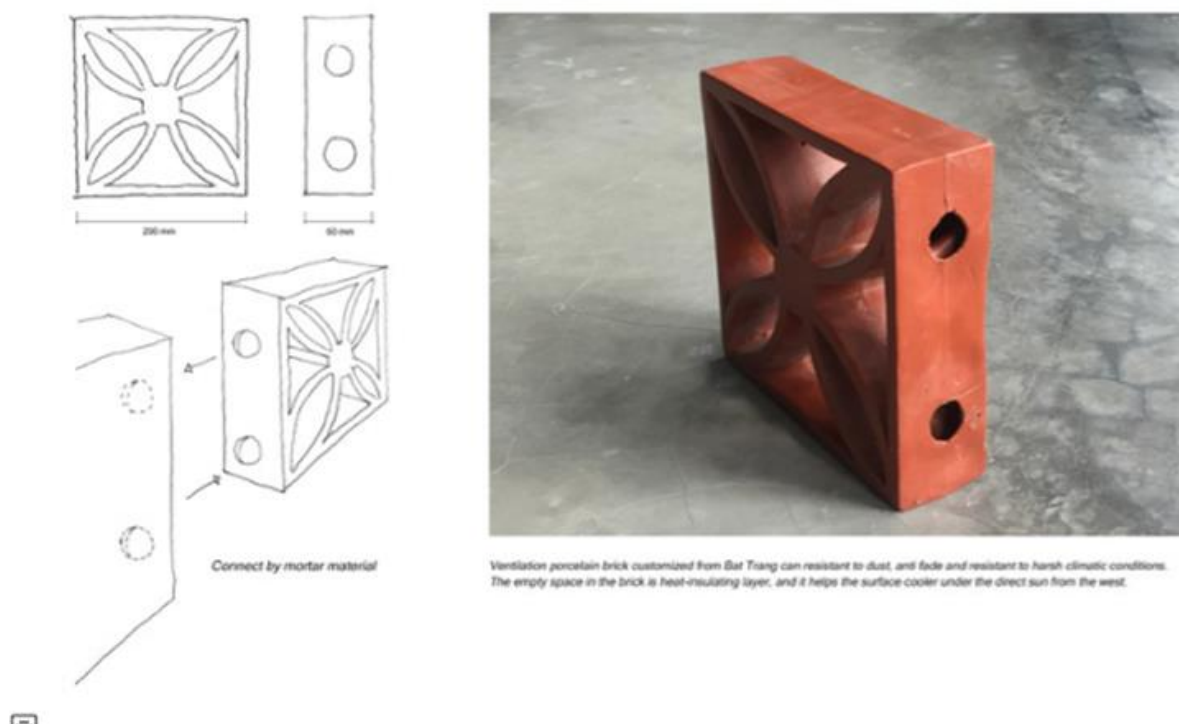 200 mm
60 mm
Connect by mortar material
Ventilation porcelain brick customized from Bat Trang can resistant to dust, anti fade and resistant to harsh climatic conditions.
The empty space in the brick is heat-insulating layer, and it helps the surface cooler under the direct sun from the west.